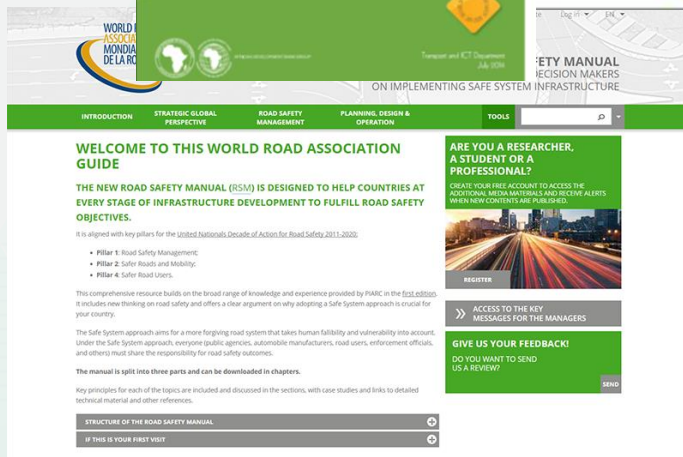 Log in
EN
WORLD
ASSOCIA
MONDIA
DE LA RO
Transport and ICT Department
July 2014
FETY MANUAL
DECISION MAKERS
ON IMPLEMENTING SAFE SYSTEM INFRASTRUCTURE
INTRODUCTION
STRATEGIC GLOBAL
PERSPECTIVE
ROAD SAFETY
MANAGEMENT
PLANNING, DESIGN &
OPERATION
TOOLS
WELCOME TO THIS WORLD ROAD ASSOCIATION
GUIDE
THE NEW ROAD SAFETY MANUAL (RSM) IS DESIGNED TO HELP COUNTRIES AT
EVERY STAGE OF INFRASTRUCTURE DEVELOPMENT TO FULFILL ROAD SAFETY
OBJECTIVES.
It is aligned with key pillars for the United Nationals Decade of Action for Road Safety 2011-2020:
• Pillar 1: Road Safety Management;
• Pillar 2: Safer Roads and Mobility;
• Pillar 4: Safer Road Users.
This comprehensive resource builds on the broad range of knowledge and experience provided by PIARC in the first edition.
It includes new thinking on road safety and offers a clear argument on why adopting a Safe System approach is crucial for
your country.
The Safe System approach aims for a more forgiving road system that takes human fallibility and vulnerability into account.
Under the Safe System approach, everyone (public agencies, automobile manufacturers, road users, enforcement officials,
and others) must share the responsibility for road safety outcomes.
The manual is split into three parts and can be downloaded in chapters.
Key principles for each of the topics are included and discussed in the sections, with case studies and links to detailed
technical material and other references.
STRUCTURE OF THE ROAD SAFETY MANUAL
IF THIS IS YOUR FIRST VISIT
ARE YOU A RESEARCHER,
A STUDENT OR A
PROFESSIONAL?
CREATE YOUR FREE ACCOUNT TO ACCESS THE
ADDITIONAL MEDIA MATERIALS AND RECEIVE ALERTS
WHEN NEW CONTENTS ARE PUBLISHED.
REGISTER
ACCESS TO THE KEY
MESSAGES FOR THE MANAGERS
GIVE US YOUR FEEDBACK!
DO YOU WANT TO SEND
US A REVIEW?
SEND